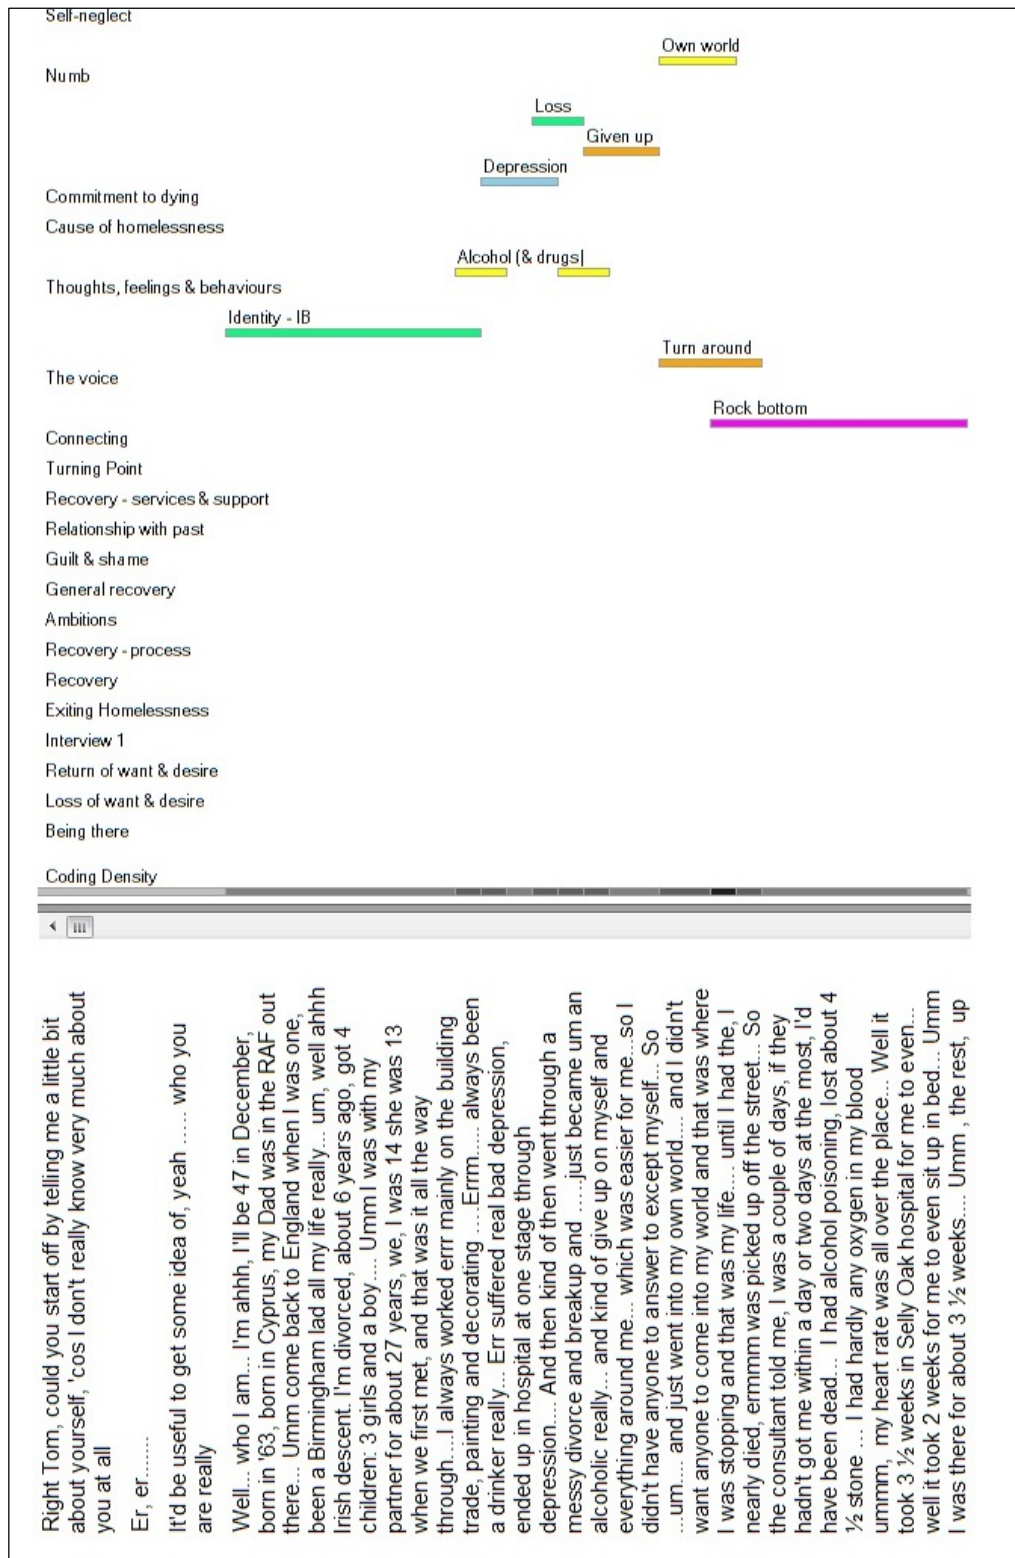 Self-neglect
Own world
Numb
Loss
Given up
Depression
Commitment to dying
Cause of homelessness
Alcohol (& drugs|
Thoughts, feelings & behaviours
Identity - IB
Turn around
The voice
Rock bottom
Connecting
Turning Point
Recovery - services & support
Relationship with past
Guilt & shame
General recovery
Ambitions
Recovery - process
Recovery
Exiting Homelessness
Interview 1
Return of want & desire
Loss of want & desire
Being there
Coding Density
Right Tom, could you start off by telling me a little bit
about yourself, 'cos I don't really know very much about
you at all
Er, er......
It'd be useful to get some idea of, yeah ..... who you
are really
Well... who I am... I'm ahhh, I'll be 47 in December,
born in '63, born in Cyprus, my Dad was in the RAF out
there... Umm come back to England when I was one,
been a Birmingham lad all my life really... um, well ahhh
Irish descent. I'm divorced, about 6 years ago, got 4
children: 3 girls and a boy.... Umm I was with my
partner for about 27 years, we, I was 14 she was 13
when we first met, and that was it all the way
through...I always worked errr mainly on the building
trade, painting and decorating ....Errm.... always been
a drinker really... Err suffered real bad depression,
ended up in hospital at one stage through
depression.... And then kind of then went through a
messy divorce and breakup and .....just became um an
alcoholic really... and kind of give up on myself and
everything around me... which was easier for me...so I
didn't have anyone to answer to except myself... So
...um.... and just went into my own world.... and I didn't
want anyone to come into my world and that was where
I was stopping and that was my life.... until I had the, I
nearly died, ermmm was picked up off the street... So
the consultant told me, I was a couple of days, if they
hadn't got me within a day or two days at the most, I'd
have been dead... I had alcohol poisoning, lost about 4
½ stone ... I had hardly any oxygen in my blood
ummm, my heart rate was all over the place... Well it
took 3 ½ weeks in Selly Oak hospital for me to even...
well it took 2 weeks for me to even sit up in bed... Umm
I was there for about 3 ½ weeks.... Umm , the rest, up